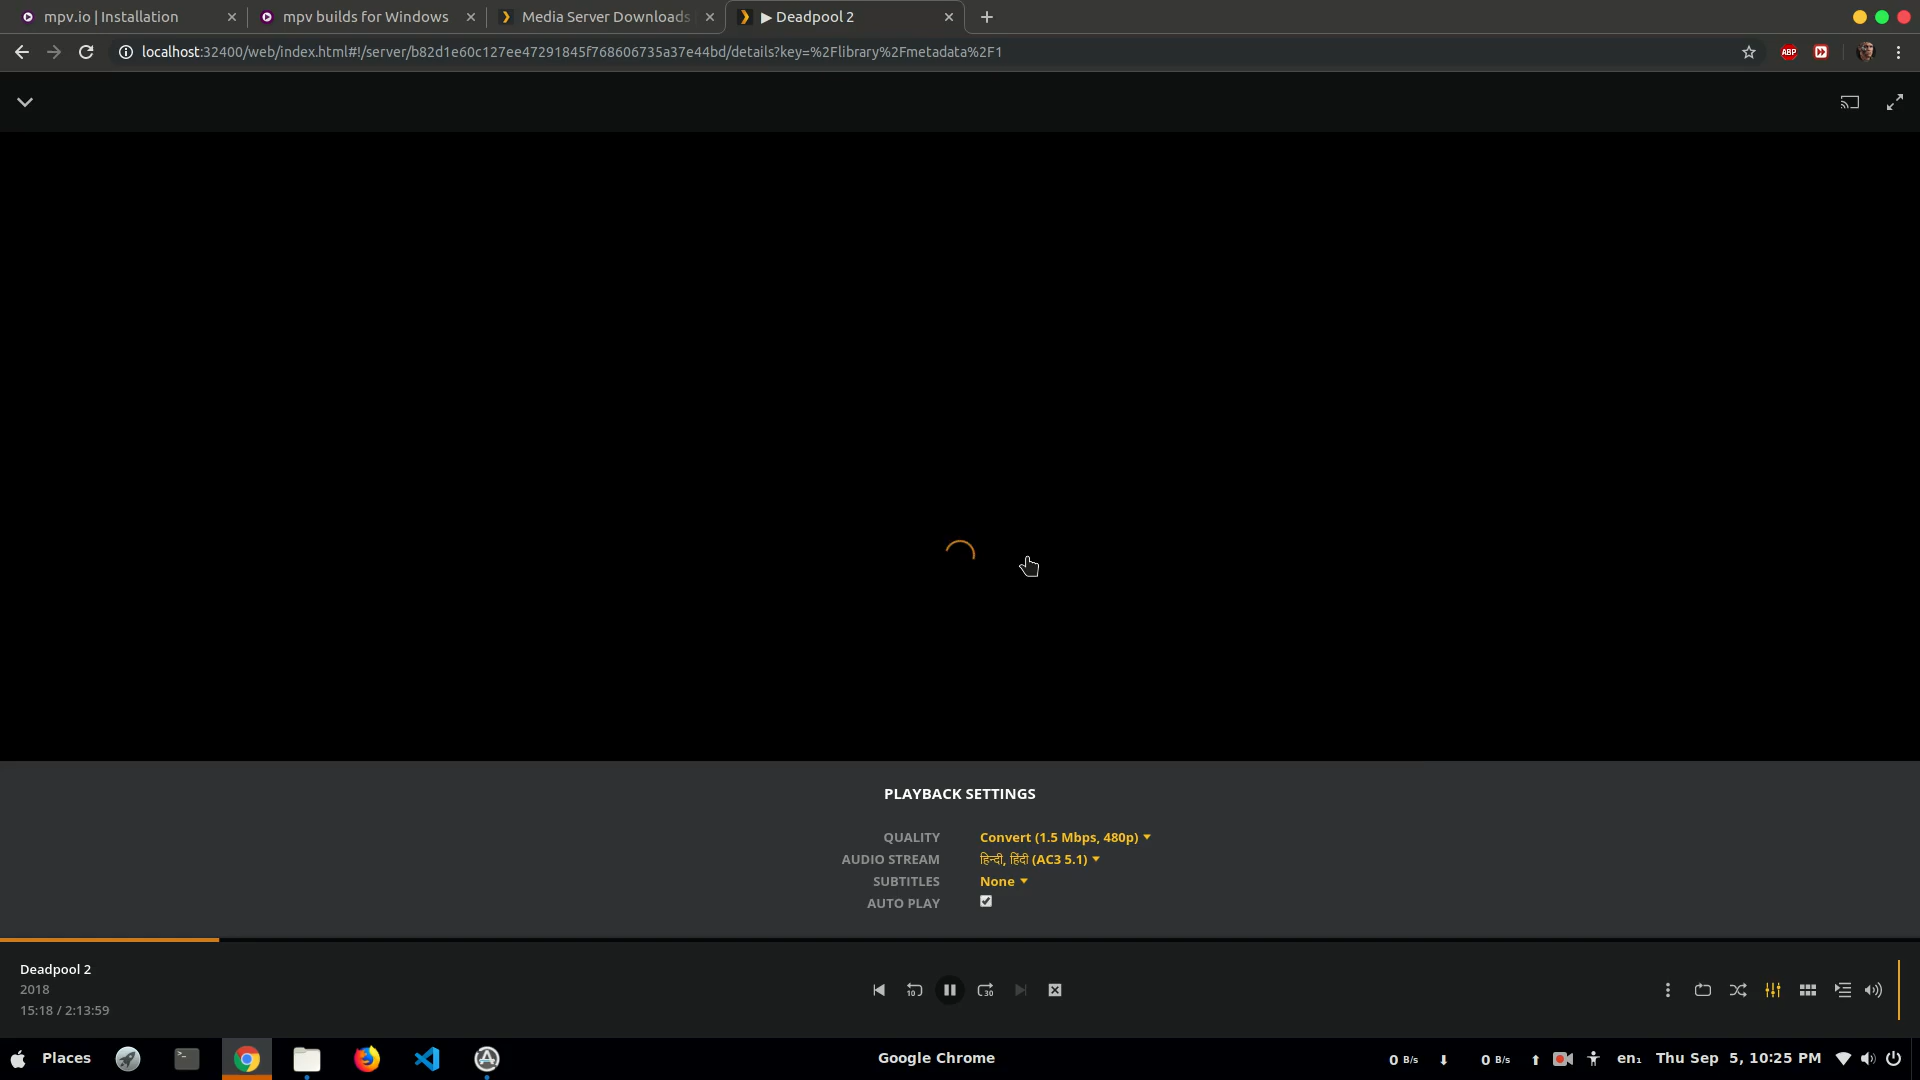 mpv.io | Installation
mpv builds for Windows
Media Server Downloads
▶ Deadpool 2
localhost:32400/web/index.html#!/server/b82d1e60c127ee47291845f768606735a37e44bd/details?key=%2Flibrary%2Fmetadata%2F1
ABP
PLAYBACK SETTINGS
QUALITY Convert (1.5 Mbps, 480p)
AUDIO STREAM हिन्दी, हिंदी (AC3 5.1)
SUBTITLES None
AUTO PLAY
Deadpool 2
2018
15:18 / 2:13:59
10
30
Places
Google Chrome
0 B/s
0 B/s
en₁
Thu Sep 5, 10:25 PM